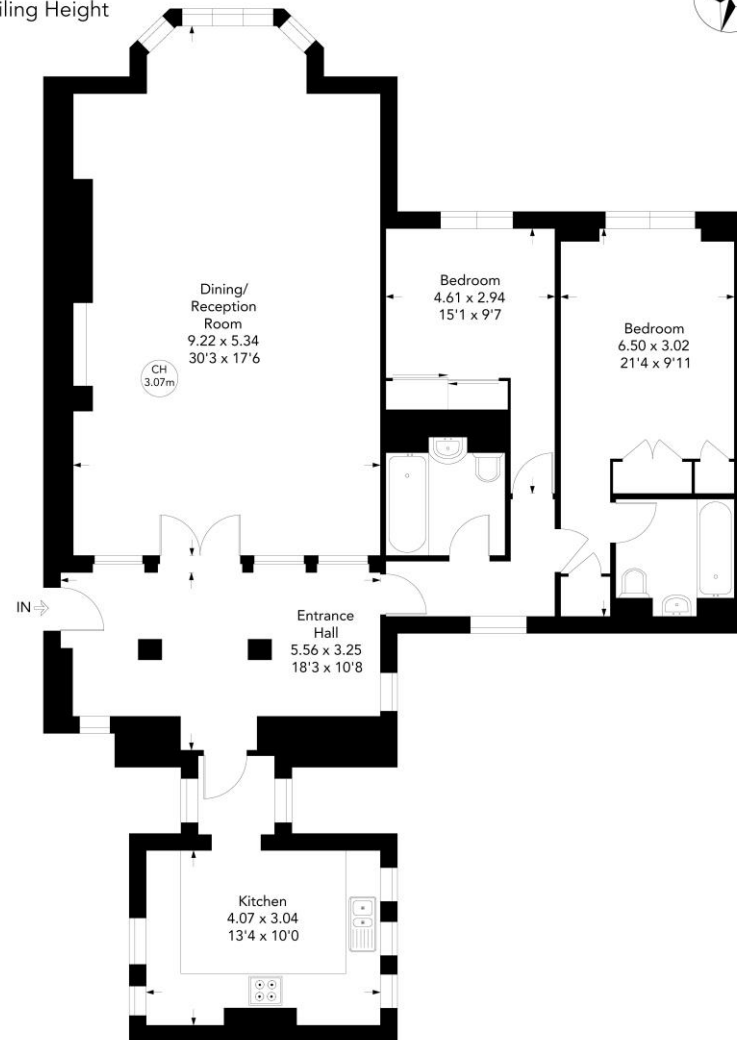 Ceiling Height
Dining/
Reception
Room
9.22 x 5.34
30'3 x 17'6
CH
3.07m
Bedroom
4.61 x 2.94
15'1 x 9'7
Bedroom
6.50 x 3.02
21'4 x 9'11
IN
Entrance
Hall
5.56 x 3.25
18'3 x 10'8
Kitchen
4.07 x 3.04
13'4 x 10'0